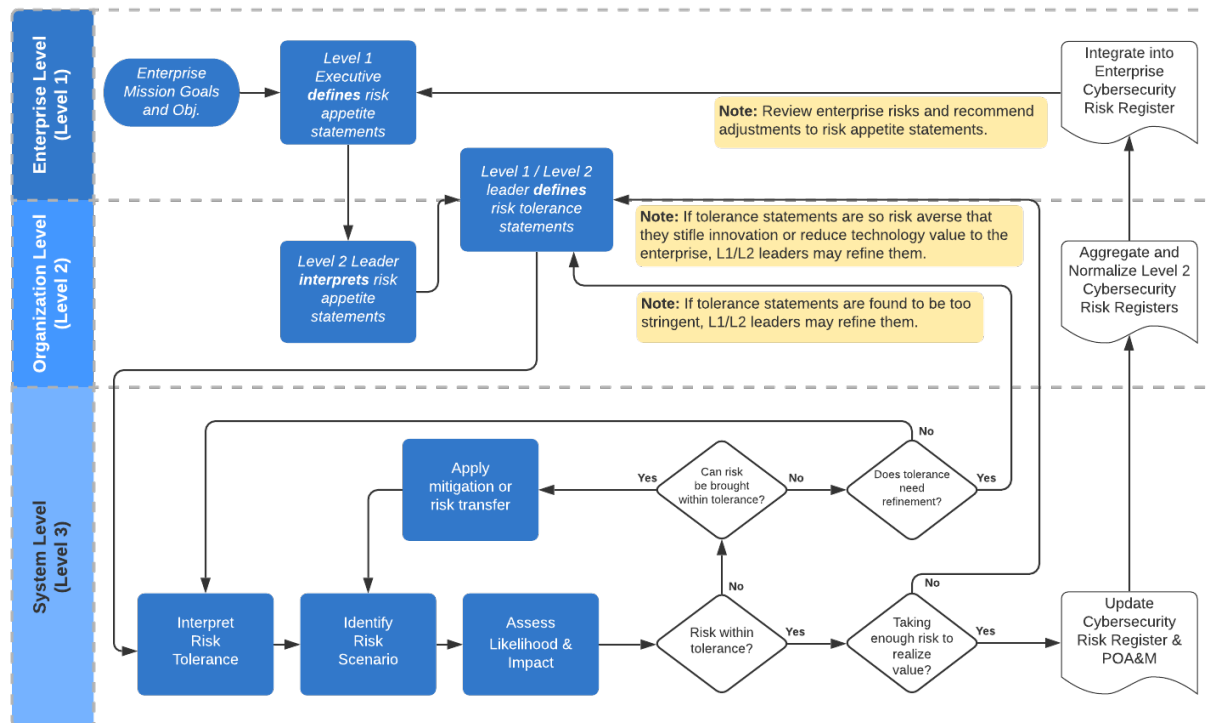 Enterprise Level
(Level 1)
Enterprise
Mission Goals
and Obj.
Level 1
Executive
defines risk
appetite
statements
Integrate into
Enterprise
Cybersecurity
Risk Register
Note: Review enterprise risks and recommend
adjustments to risk appetite statements.
Level 1 / Level 2
leader defines
risk tolerance
statements
Organization Level
(Level 2)
Level 2 Leader
interprets risk
appetite
statements
Note: If tolerance statements are so risk averse that
they stifle innovation or reduce technology value to the
enterprise, L1/L2 leaders may refine them.
Note: If tolerance statements are found to be too
stringent, L1/L2 leaders may refine them.
Aggregate and
Normalize Level 2
Cybersecurity
Risk Registers
System Level
(Level 3)
No
Apply
mitigation or
risk transfer
Yes
Can risk
be brought
within tolerance?
No
Does tolerance
need
refinement?
Yes
No
No
Interpret
Risk
Tolerance
Identify
Risk
Scenario
Assess
Likelihood &
Impact
Risk within
tolerance?
Yes
Taking
enough risk to
realize
value?
Yes
Update
Cybersecurity
Risk Register &
POA&M